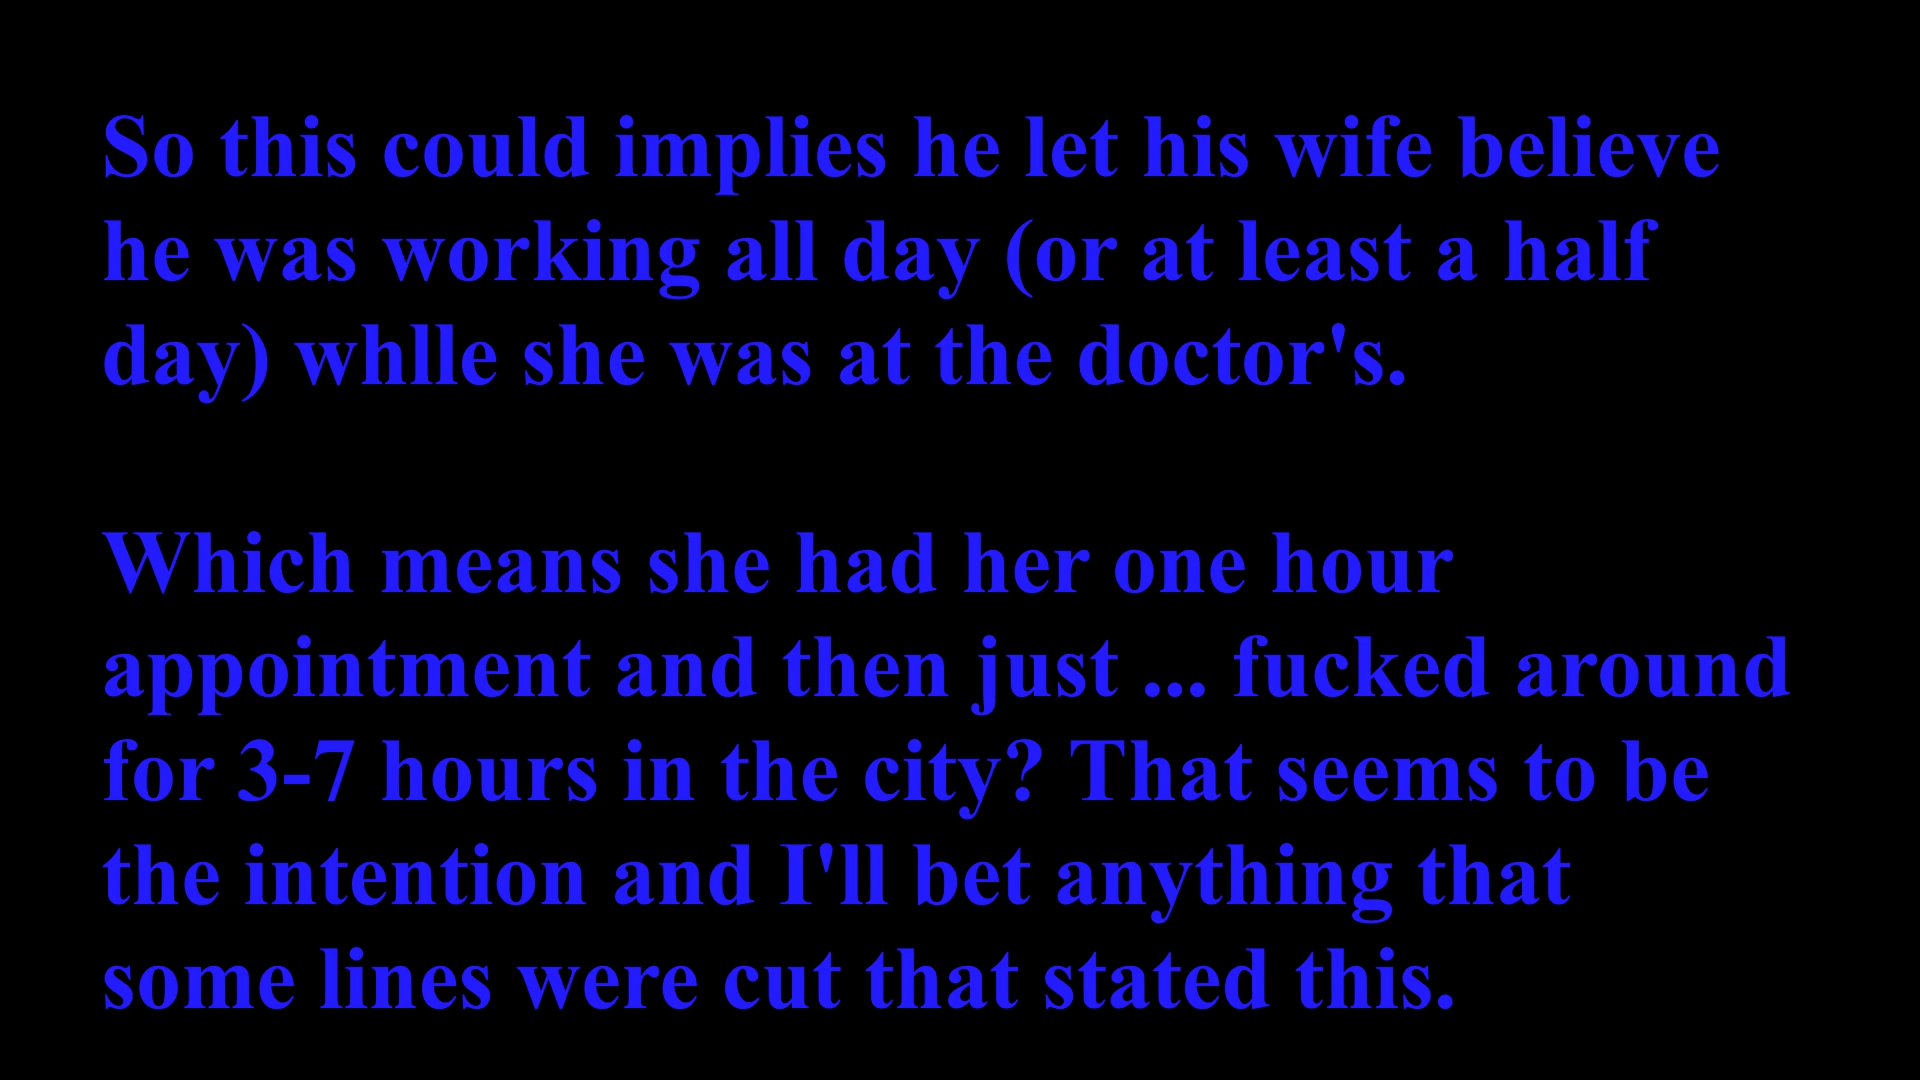 So this could implies he let his wife believe
he was working all day (or at least a half
day) whlle she was at the doctor's.
Which means she had her one hour
appointment and then just ... fucked around
for 3-7 hours in the city? That seems to be
the intention and I'll bet anything that
some lines were cut that stated this.